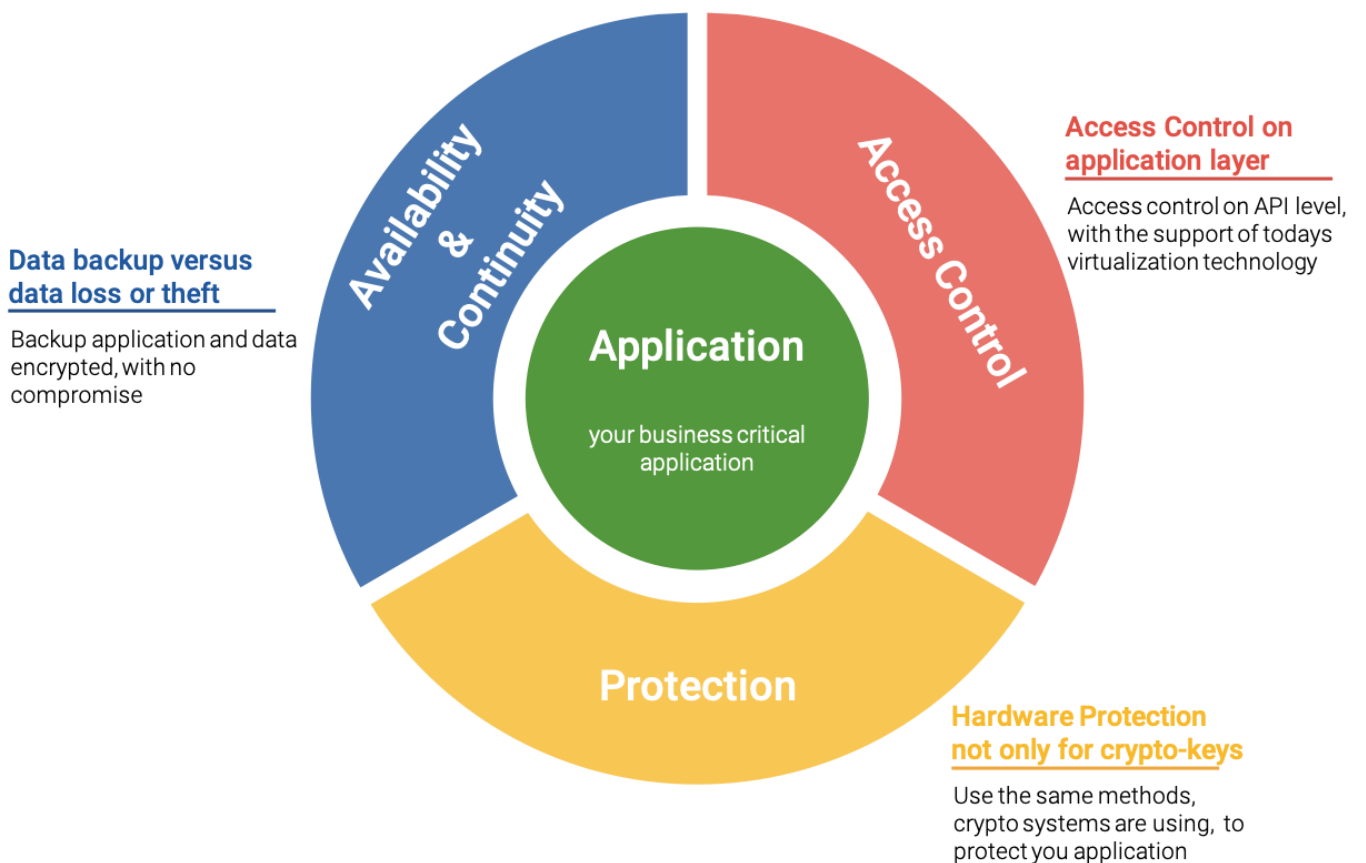 Availability
&
Continuity
Access Control
Application
your business critical
application
Protection
Data backup versus
data loss or theft
Backup application and data
encrypted, with no
compromise
Access Control on
application layer
Access control on API level,
with the support of todays
virtualization technology
Hardware Protection
not only for crypto-keys
Use the same methods,
crypto systems are using, to
protect you application